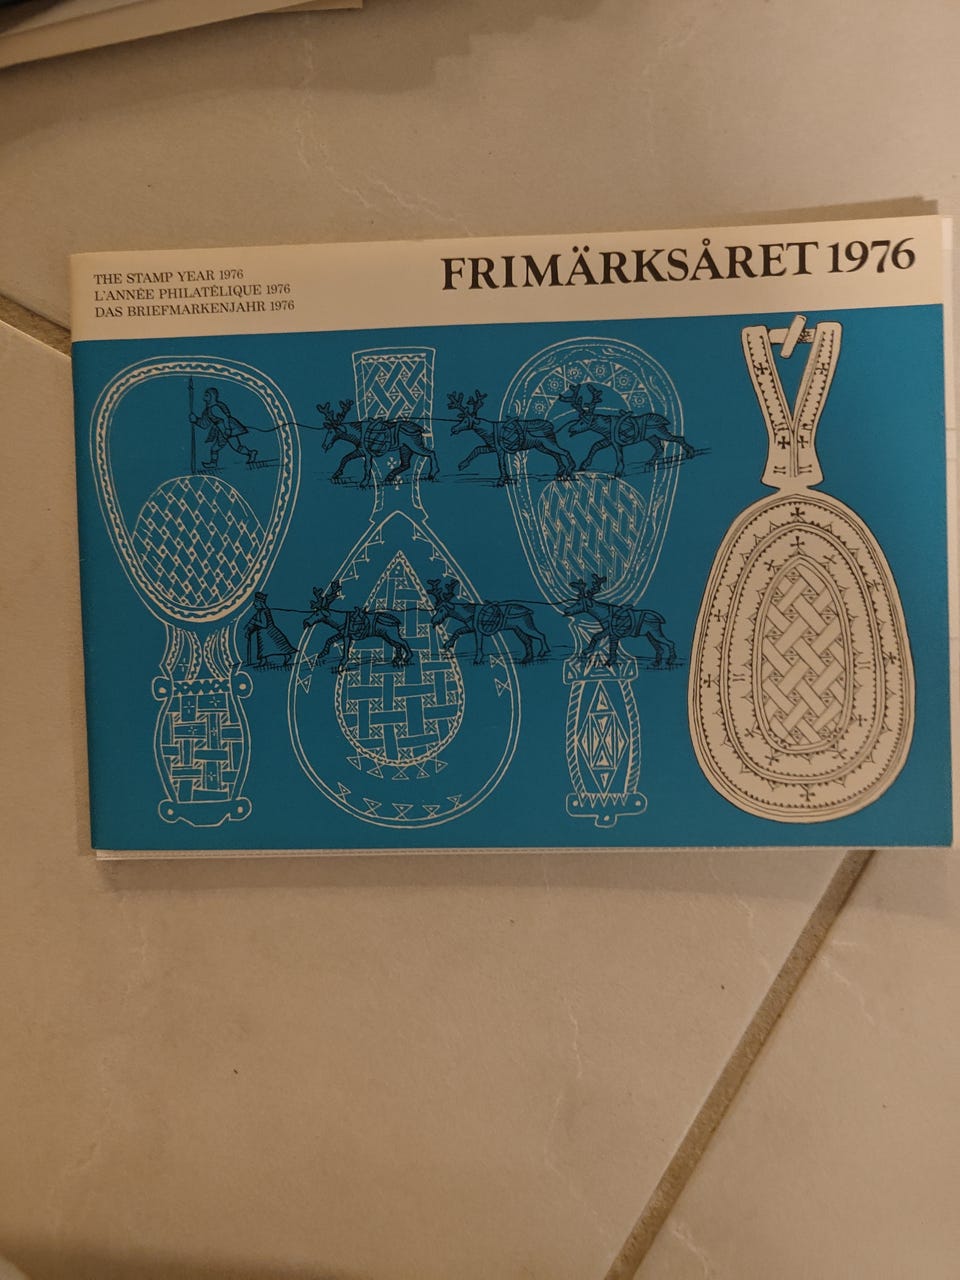 THE STAMP YEAR 1976
L'ANNÉE PHILATÉLIQUE 1976
DAS BRIEFMARKENJAHR 1976
FRIMÄRKSÅRET 1976